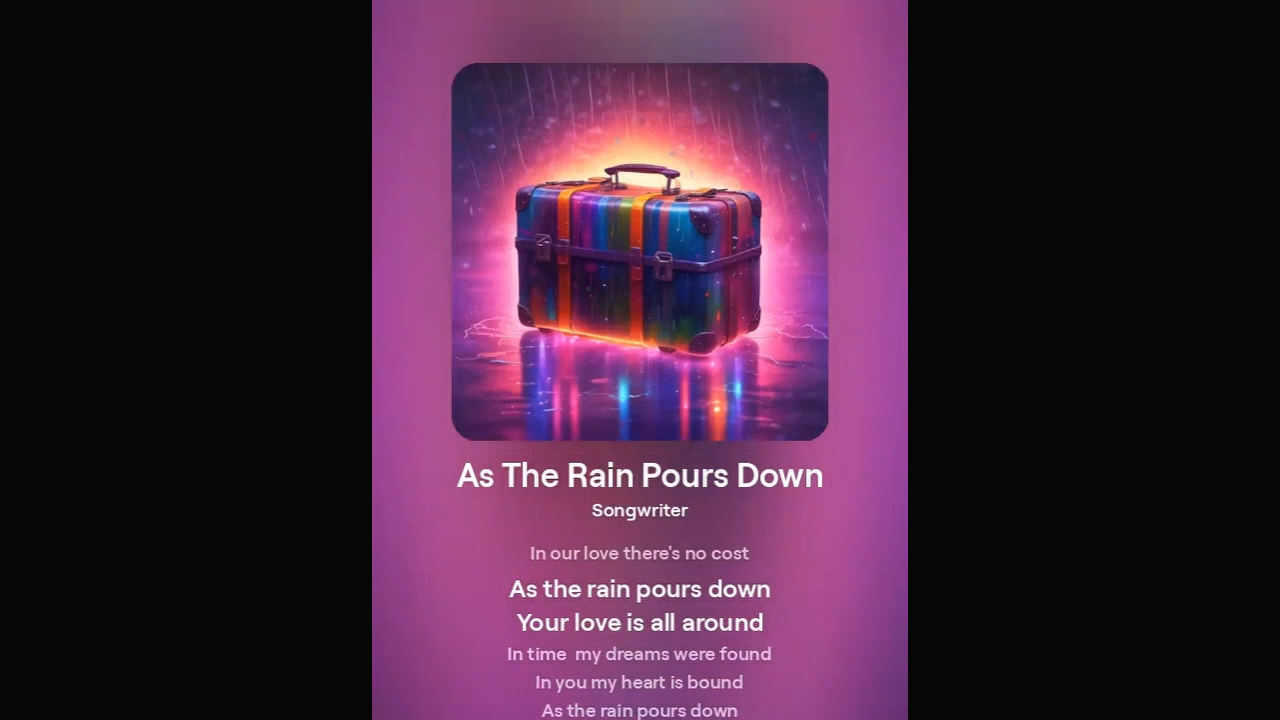 As The Rain Pours Down
Songwriter
In our love there's no cost
As the rain pours down
Your love is all around
In time  my dreams were found
In you my heart is bound
As the rain pours down